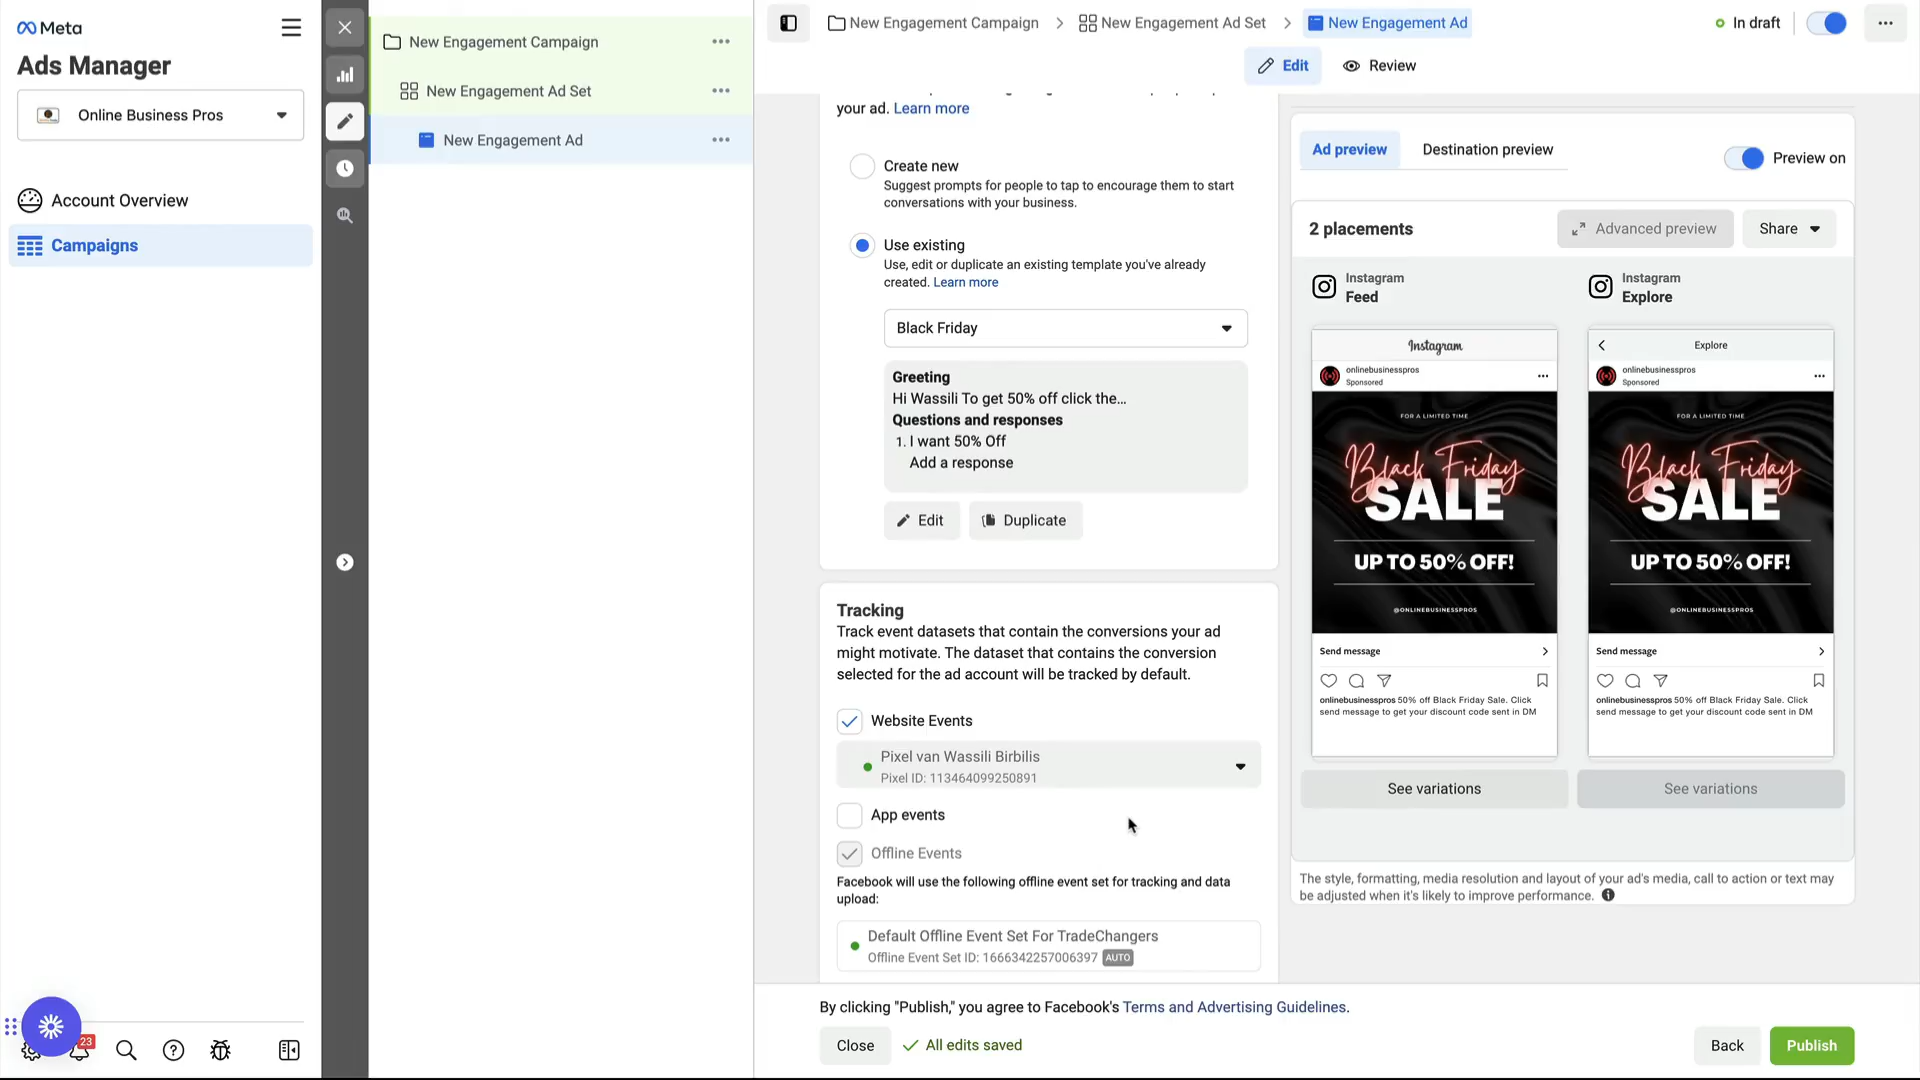 Meta
Ads Manager
Online Business Pros
Account Overview
Campaigns
23
New Engagement Campaign
New Engagement Ad Set
New Engagement Ad
New Engagement Campaign
New Engagement Ad Set
New Engagement Ad
In draft
Edit
Review
your ad. Learn more
Create new
Suggest prompts for people to tap to encourage them to start
conversations with your business.
Use existing
Use, edit or duplicate an existing template you've already
created. Learn more
Black Friday
Greeting
Hi Wassili To get 50% off click the...
Questions and responses
1. I want 50% Off
Add a response
Edit
Duplicate
Tracking
Track event datasets that contain the conversions your ad
might motivate. The dataset that contains the conversion
selected for the ad account will be tracked by default.
Website Events
Pixel van Wassili Birbilis
Pixel ID: 113464099250891
App events
Offline Events
Facebook will use the following offline event set for tracking and data
upload:
Default Offline Event Set For TradeChangers
Offline Event Set ID: 1666342257006397 AUTO
By clicking "Publish," you agree to Facebook's Terms and Advertising Guidelines.
Close
All edits saved
Back
Publish
Ad preview
Destination preview
Preview on
2 placements
Advanced preview
Share
Instagram
Feed
Instagram
onlinebusinesspros
Sponsored
FOR A LIMITED TIME
Black Friday
SALE
UP TO 50% OFF!
@ONLINEBUSINESSPROS
Send message
onlinebusinesspros 50% off Black Friday Sale. Click
send message to get your discount code sent in DM
See variations
Instagram
Explore
Explore
onlinebusinesspros
Sponsored
FOR A LIMITED TIME
Black Friday
SALE
UP TO 50% OFF!
@ONLINEBUSINESSPROS
Send message
onlinebusinesspros 50% off Black Friday Sale. Click
send message to get your discount code sent in DM
See variations
The style, formatting, media resolution and layout of your ad's media, call to action or text may
be adjusted when it's likely to improve performance.